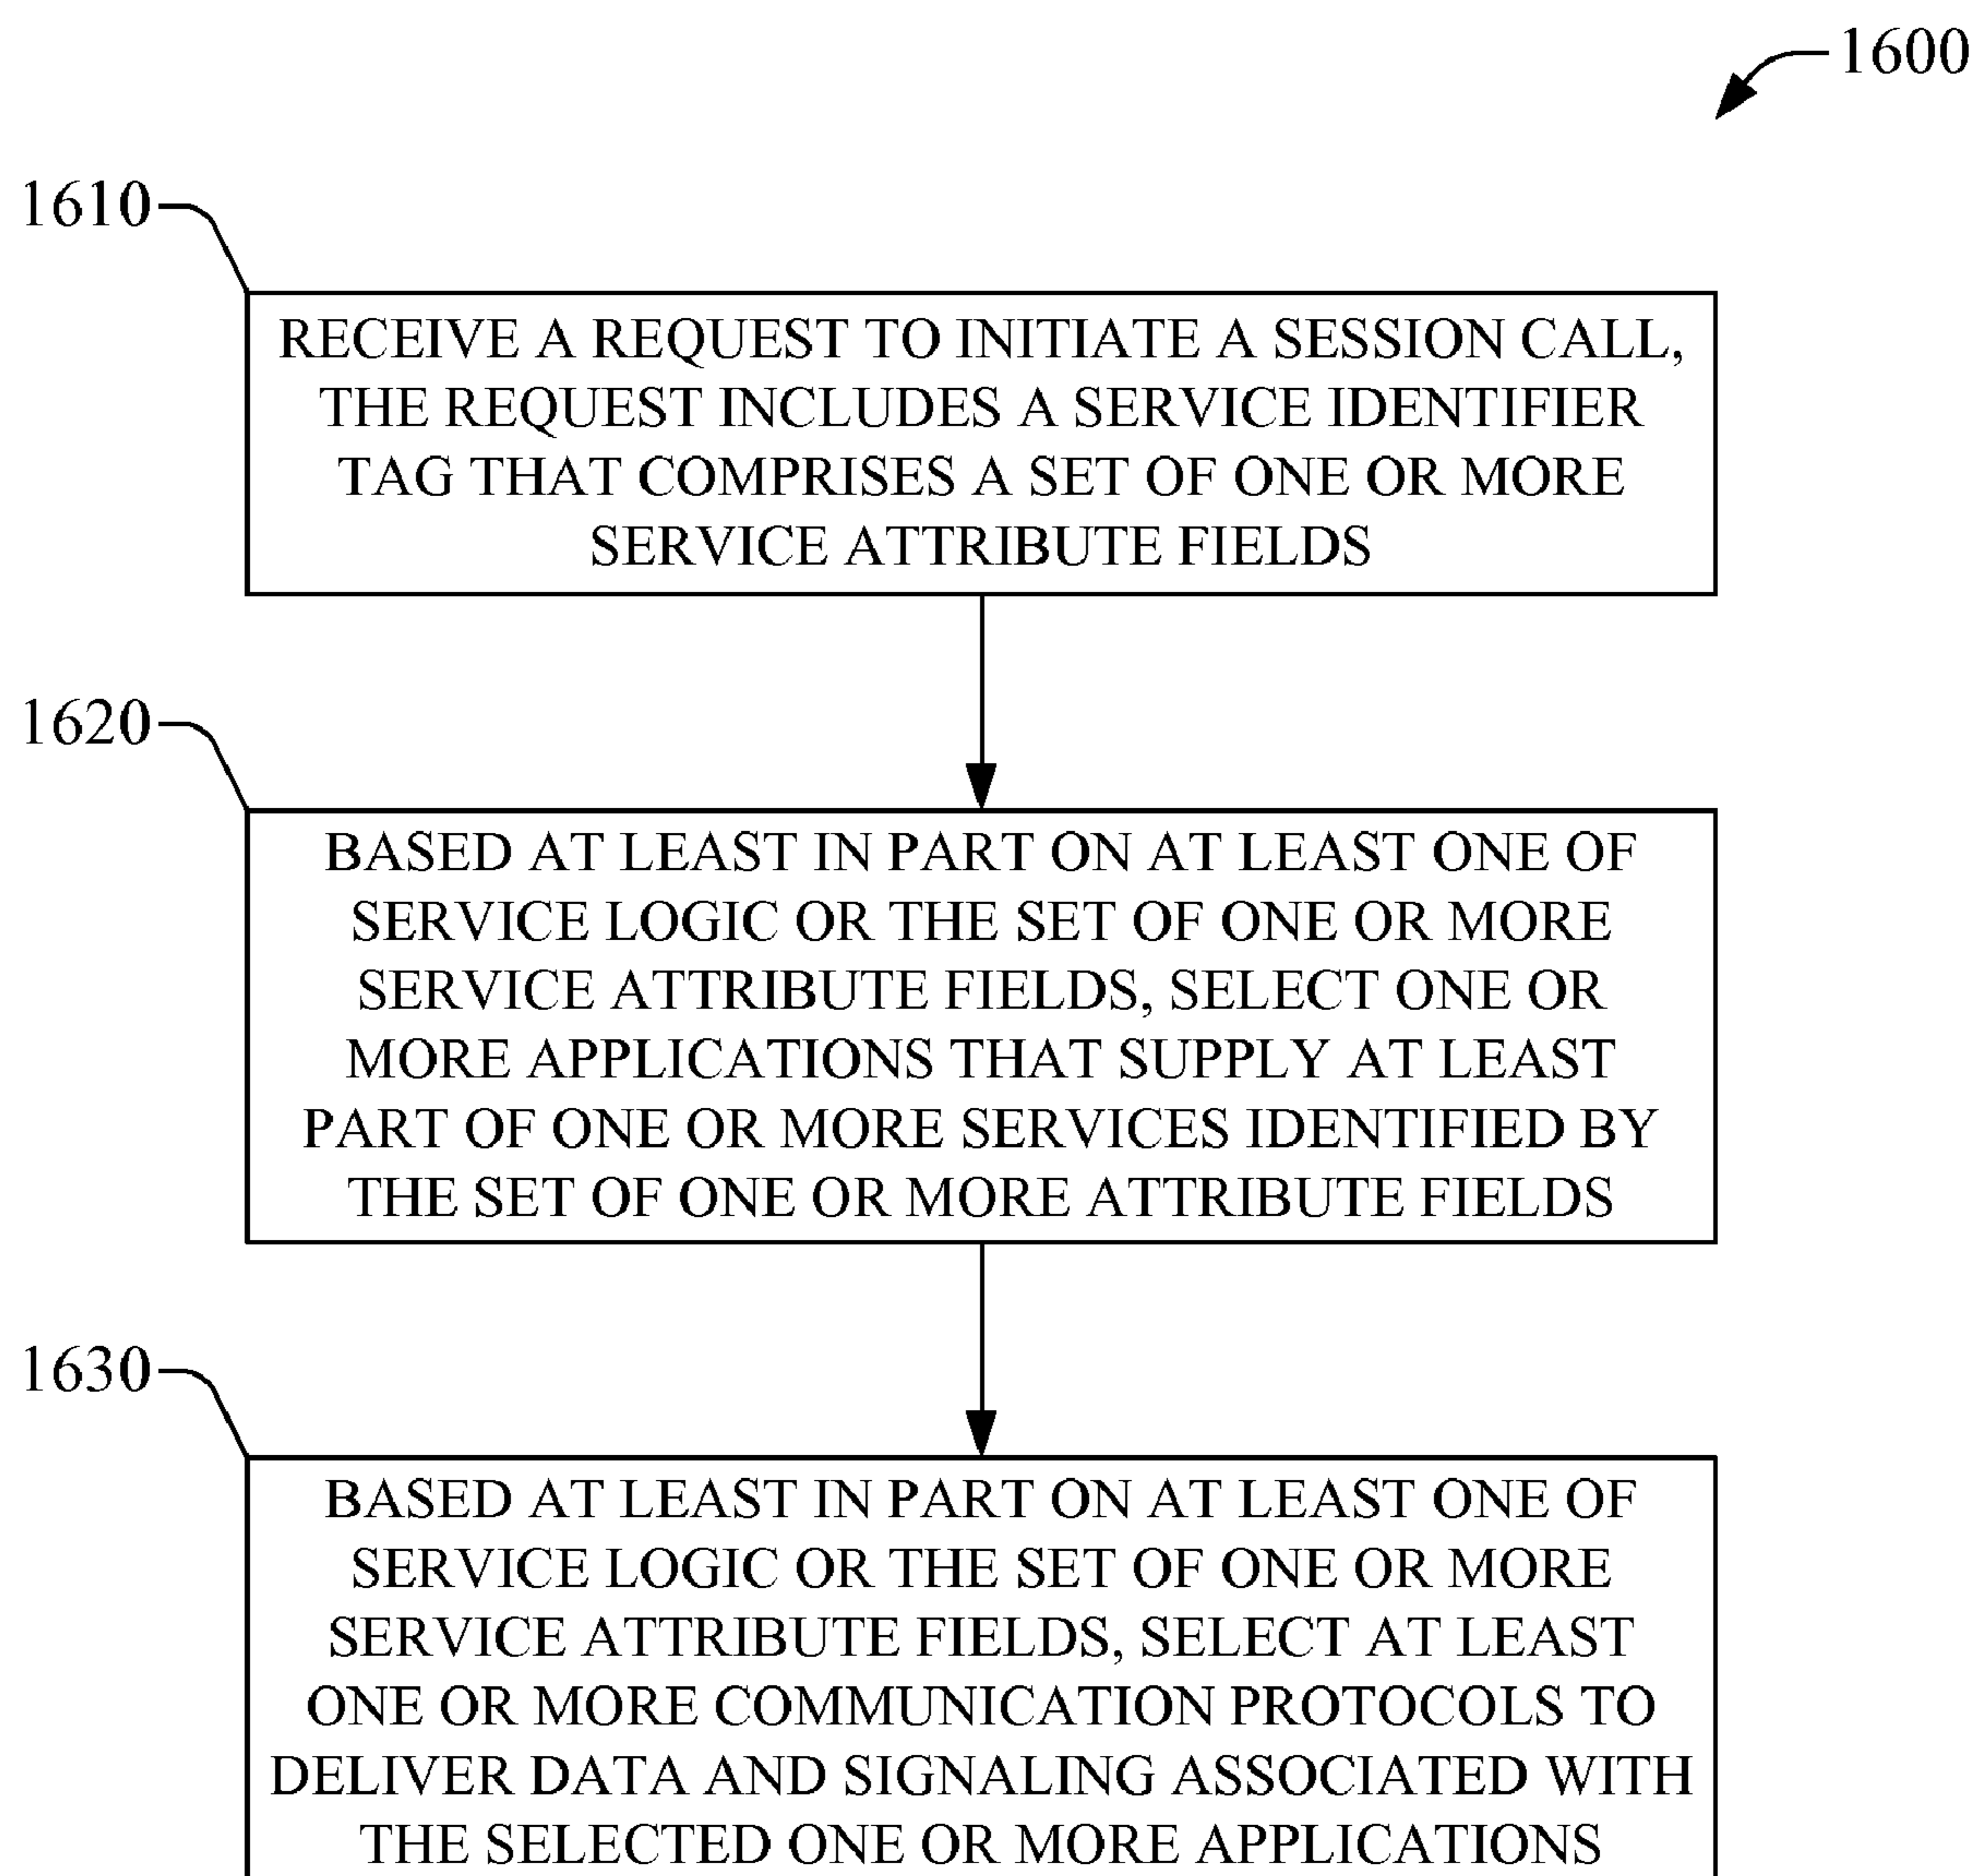 1600
1610
RECEIVE A REQUEST TO INITIATE A SESSION CALL,
THE REQUEST INCLUDES A SERVICE IDENTIFIER
TAG THAT COMPRISES A SET OF ONE OR MORE
SERVICE ATTRIBUTE FIELDS
1620
BASED AT LEAST IN PART ON AT LEAST ONE OF
SERVICE LOGIC OR THE SET OF ONE OR MORE
SERVICE ATTRIBUTE FIELDS, SELECT ONE OR
MORE APPLICATIONS THAT SUPPLY AT LEAST
PART OF ONE OR MORE SERVICES IDENTIFIED BY
THE SET OF ONE OR MORE ATTRIBUTE FIELDS
1630
BASED AT LEAST IN PART ON AT LEAST ONE OF
SERVICE LOGIC OR THE SET OF ONE OR MORE
SERVICE ATTRIBUTE FIELDS, SELECT AT LEAST
ONE OR MORE COMMUNICATION PROTOCOLS TO
DELIVER DATA AND SIGNALING ASSOCIATED WITH
THE SELECTED ONE OR MORE APPLICATIONS